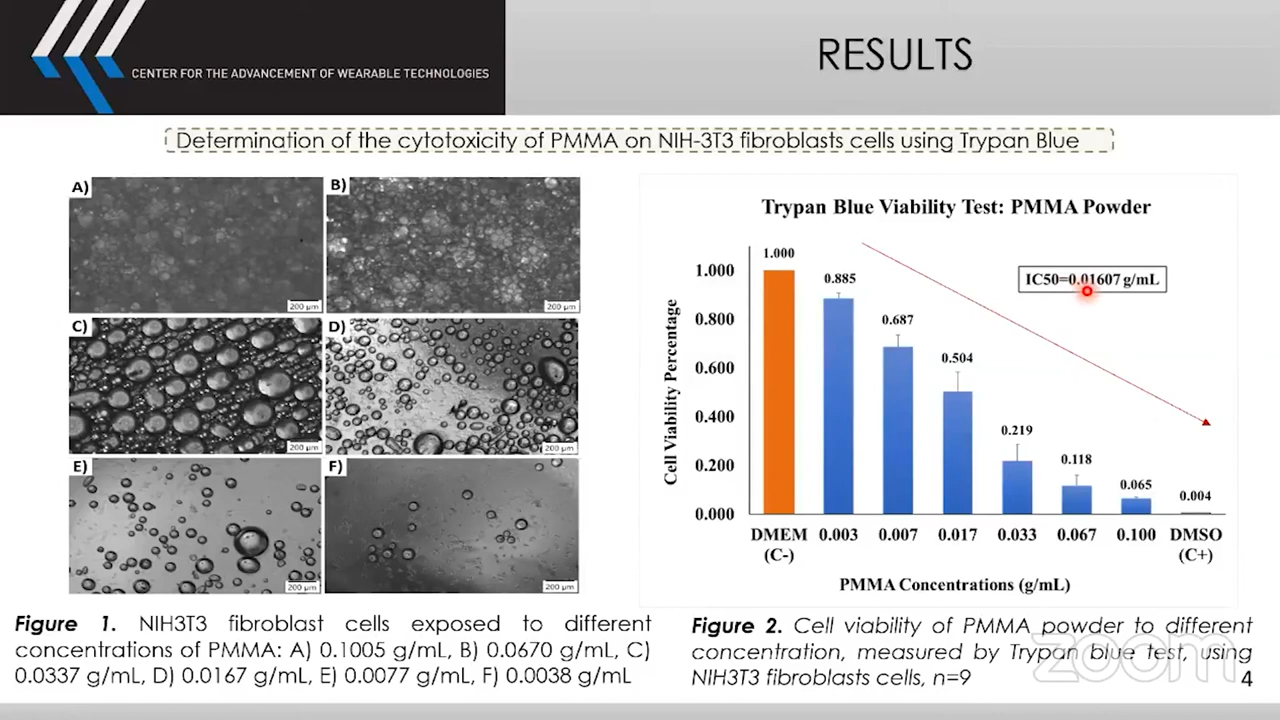 CENTER FOR THE ADVANCEMENT OF WEARABLE TECHNOLOGIES
RESULTS
Determination of the cytotoxicity of PMMA on NIH-3T3 fibroblasts cells using Trypan Blue
A)
200 µm
B)
200 µm
C)
200 µm
D)
200 µm
E)
200 µm
F)
200 µm
Figure 1. NIH3T3 fibroblast cells exposed to different
concentrations of PMMA: A) 0.1005 g/mL, B) 0.0670 g/mL, C)
0.0337 g/mL, D) 0.0167 g/mL, E) 0.0077 g/mL, F) 0.0038 g/mL
Trypan Blue Viability Test: PMMA Powder
IC50=0.01607 g/mL
Cell Viability Percentage
1.000
0.800
0.600
0.400
0.200
0.000
1.000
0.885
0.687
0.504
0.219
0.118
0.065
0.004
DMEM 0.003 0.007 0.017 0.033 0.067 0.100 DMSO
(C-) (C+)
PMMA Concentrations (g/mL)
Figure 2. Cell viability of PMMA powder to different
concentration, measured by Trypan blue test, using
NIH3T3 fibroblasts cells, n=9
zoom
4